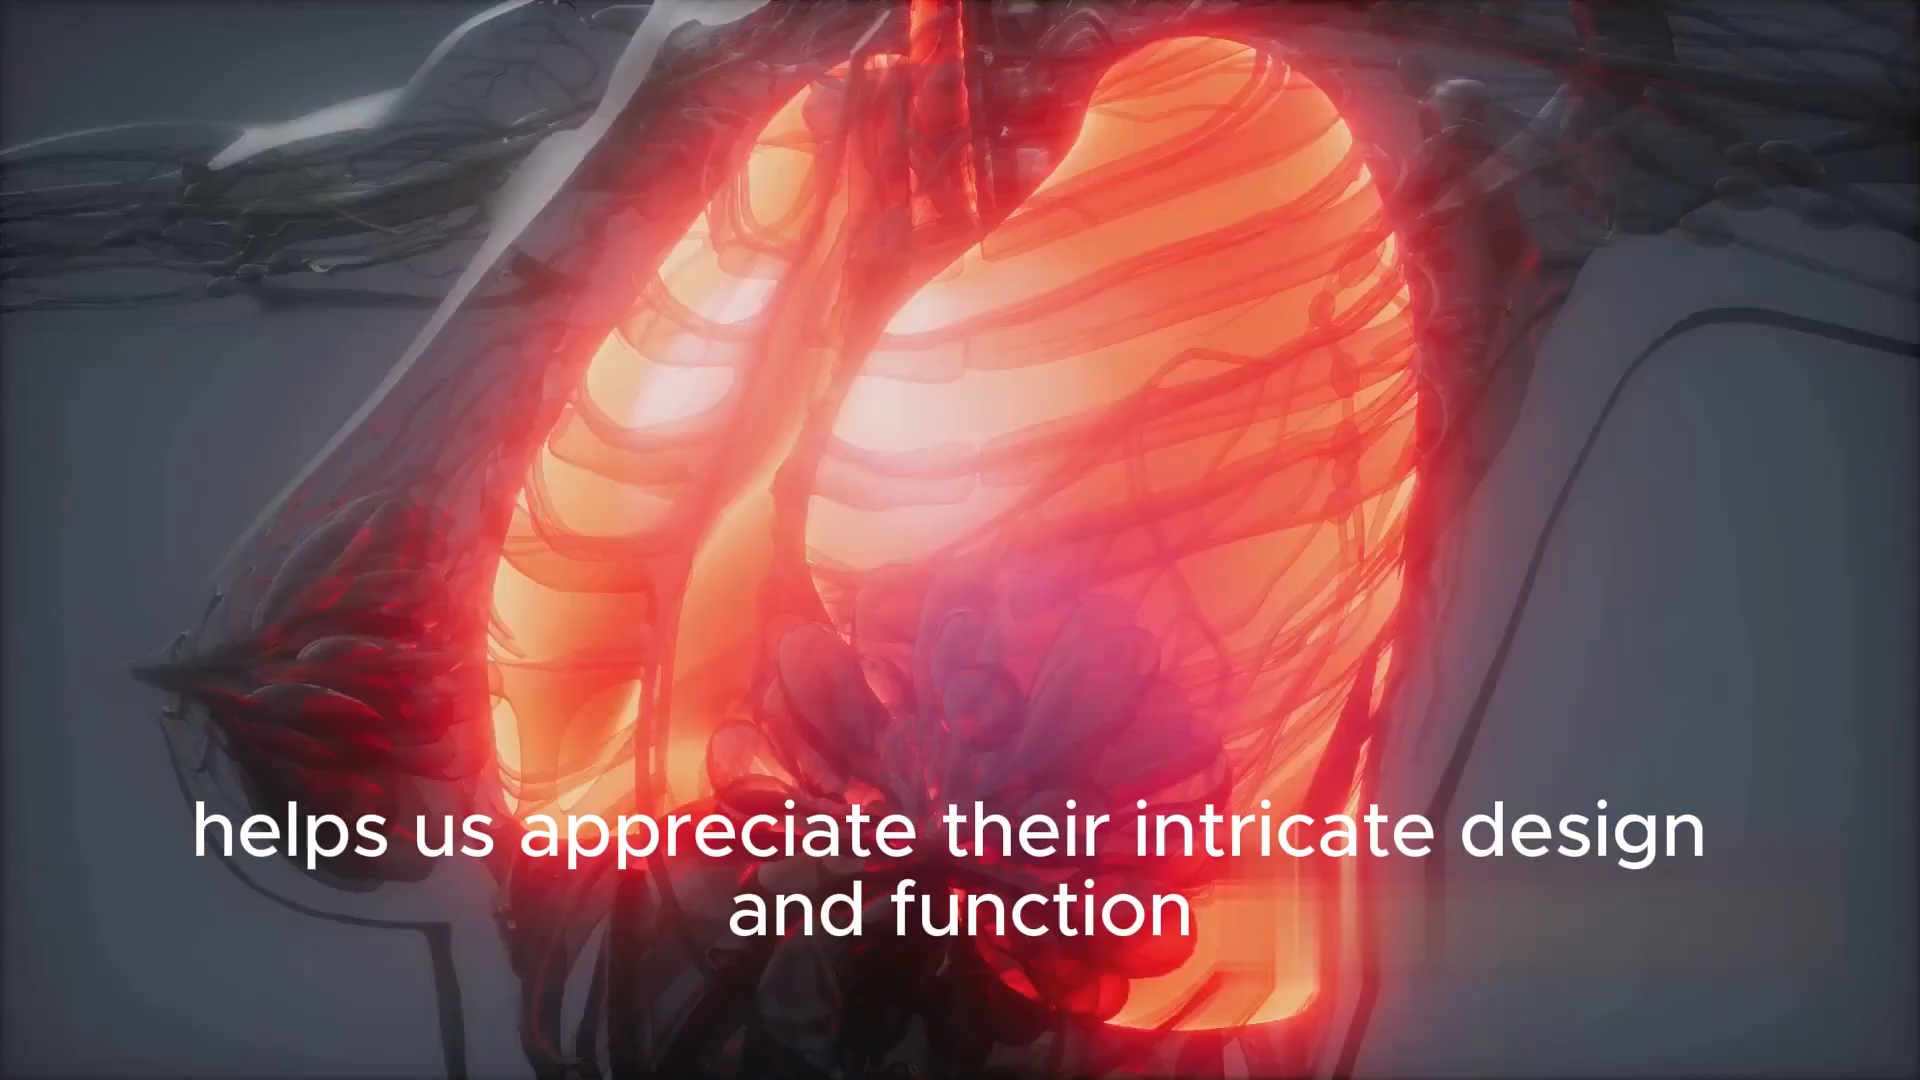 helps us appreciate their intricate design
and function